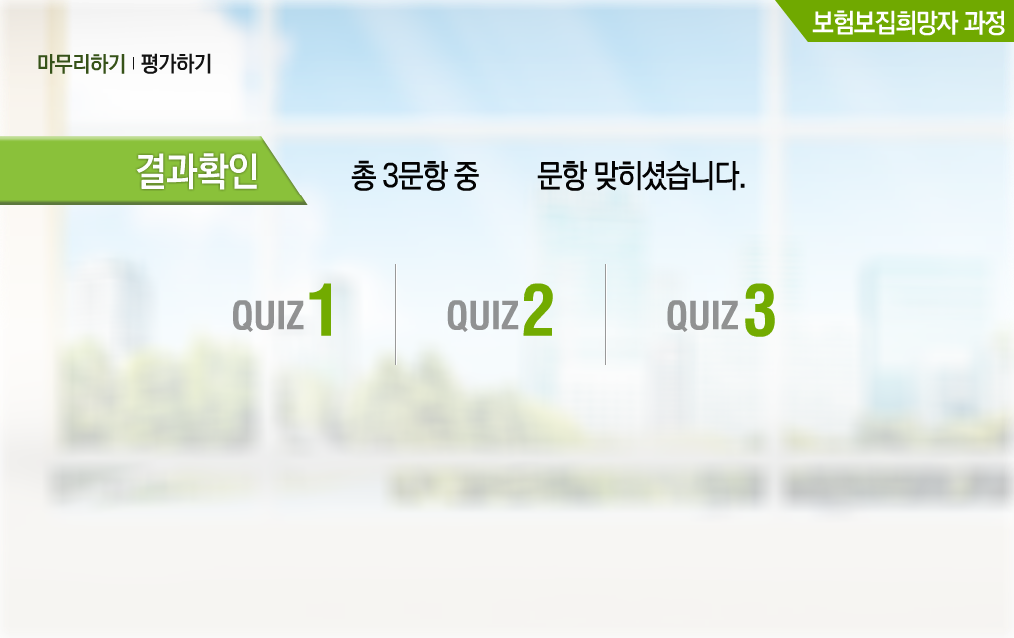 보험보집희망자 과정
마무리하기 | 평가하기
결과확인
총 3문항 중 문항 맞히셨습니다.
QUIZ 1
QUIZ 2
QUIZ 3